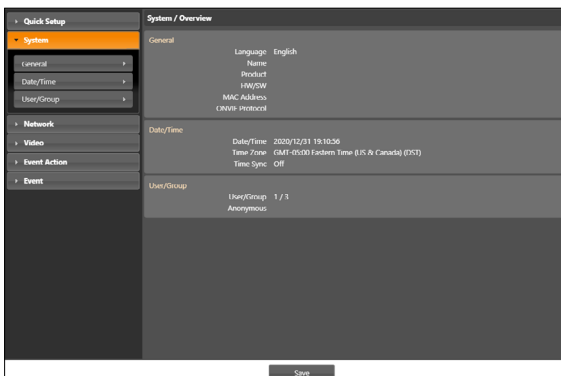 Quick Setup
System
General
Date/Time
User/Group
Network
Video
Event Action
Event
System / Overview
General
Language English
Name
Product
HW/SW
MAC Address
ONVIF Protocol
Date/Time
Date/Time 2020/12/31 19:10:56
Time Zone GMT-05:00 Eastern Time (US & Canada) (DST)
Time Sync Off
User/Group
User/Group 1 / 3
Anonymous
Save